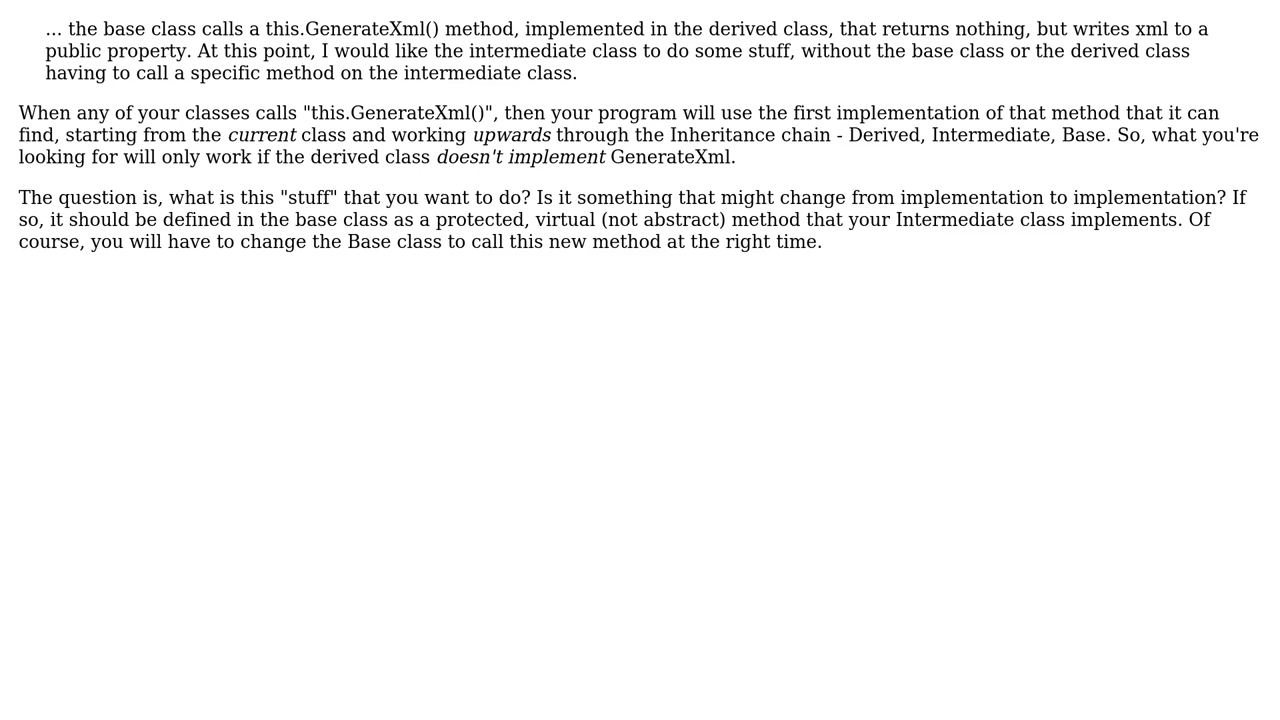 ... the base class calls a this.GenerateXml() method, implemented in the derived class, that returns nothing, but writes xml to a
public property. At this point, I would like the intermediate class to do some stuff, without the base class or the derived class
having to call a specific method on the intermediate class.
When any of your classes calls "this.GenerateXml()", then your program will use the first implementation of that method that it can
find, starting from the current class and working upwards through the Inheritance chain - Derived, Intermediate, Base. So, what you're
looking for will only work if the derived class doesn't implement GenerateXml.
The question is, what is this "stuff" that you want to do? Is it something that might change from implementation to implementation? If
so, it should be defined in the base class as a protected, virtual (not abstract) method that your Intermediate class implements. Of
course, you will have to change the Base class to call this new method at the right time.